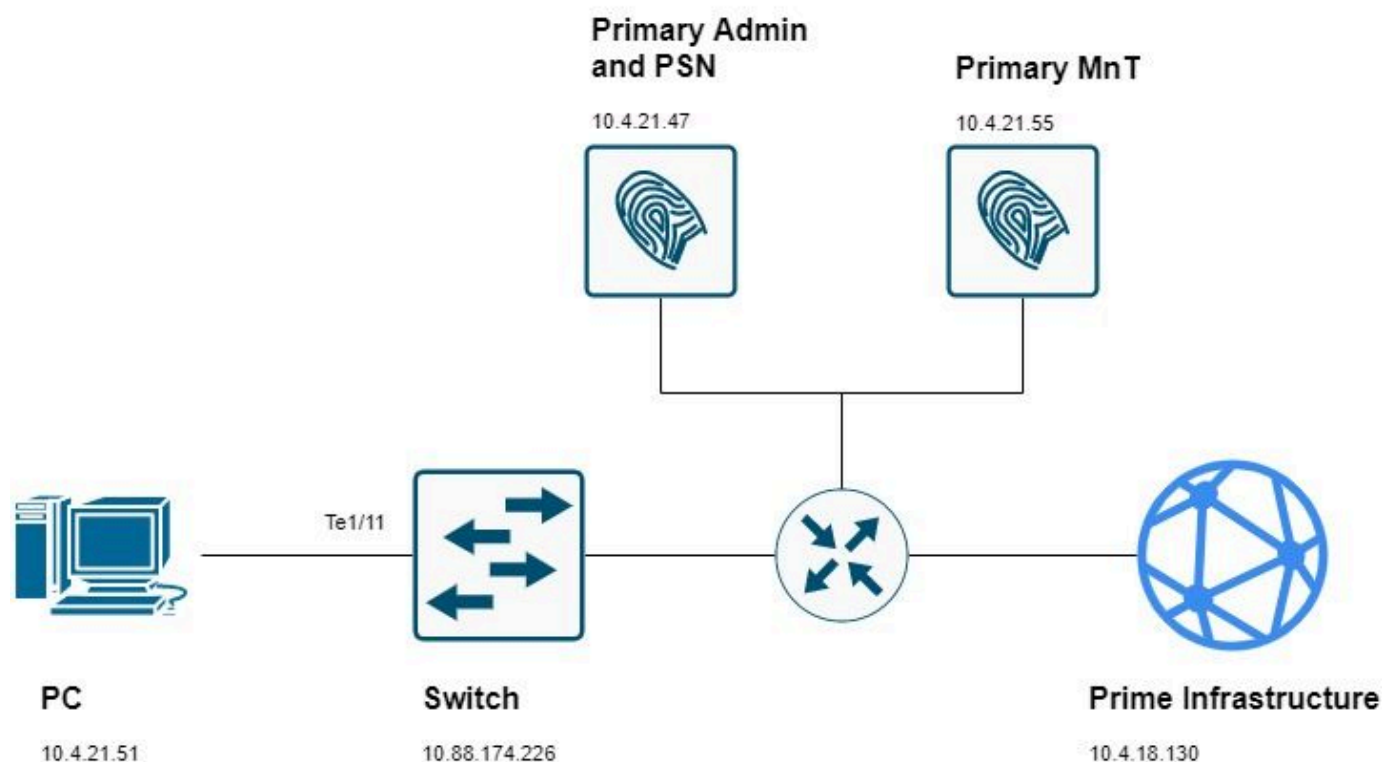 Primary Admin
and PSN
10.4.21.47
Primary MnT
10.4.21.55
Te1/11
PC
10.4.21.51
Switch
10.88.174.226
Prime Infrastructure
10.4.18.130